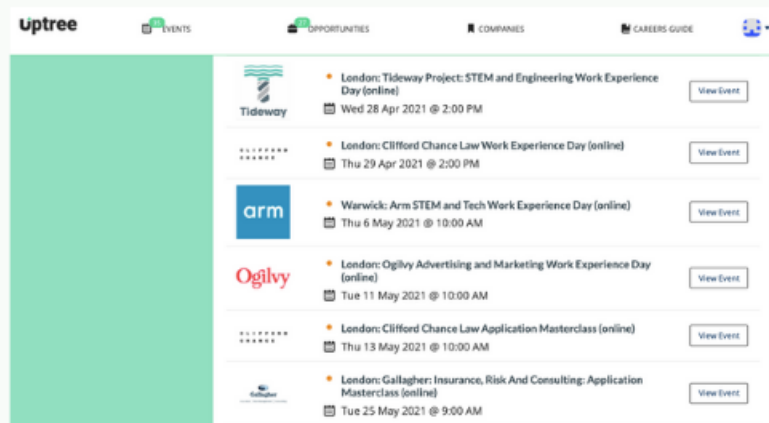 uptree
EVENTS
OPPORTUNITIES
COMPANIES
CAREERS GUIDE
Tideway
London: Tideway Project: STEM and Engineering Work Experience
Day (online)
Wed 28 Apr 2021 @ 2:00 PM
View Event
CLIFFORD
CHANCE
London: Clifford Chance Law Work Experience Day (online)
Thu 29 Apr 2021 @ 2:00 PM
View Event
arm
Warwick: Arm STEM and Tech Work Experience Day (online)
Thu 6 May 2021 @ 10:00 AM
View Event
Ogilvy
London: Ogilvy Advertising and Marketing Work Experience Day
(online)
Tue 11 May 2021 @ 10:00 AM
View Event
CLIFFORD
CHANCE
London: Clifford Chance Law Application Masterclass (online)
Thu 13 May 2021 @ 10:00 AM
View Event
Gallagher
London: Gallagher: Insurance, Risk And Consulting: Application
Masterclass (online)
Tue 25 May 2021 @ 9:00 AM
View Event